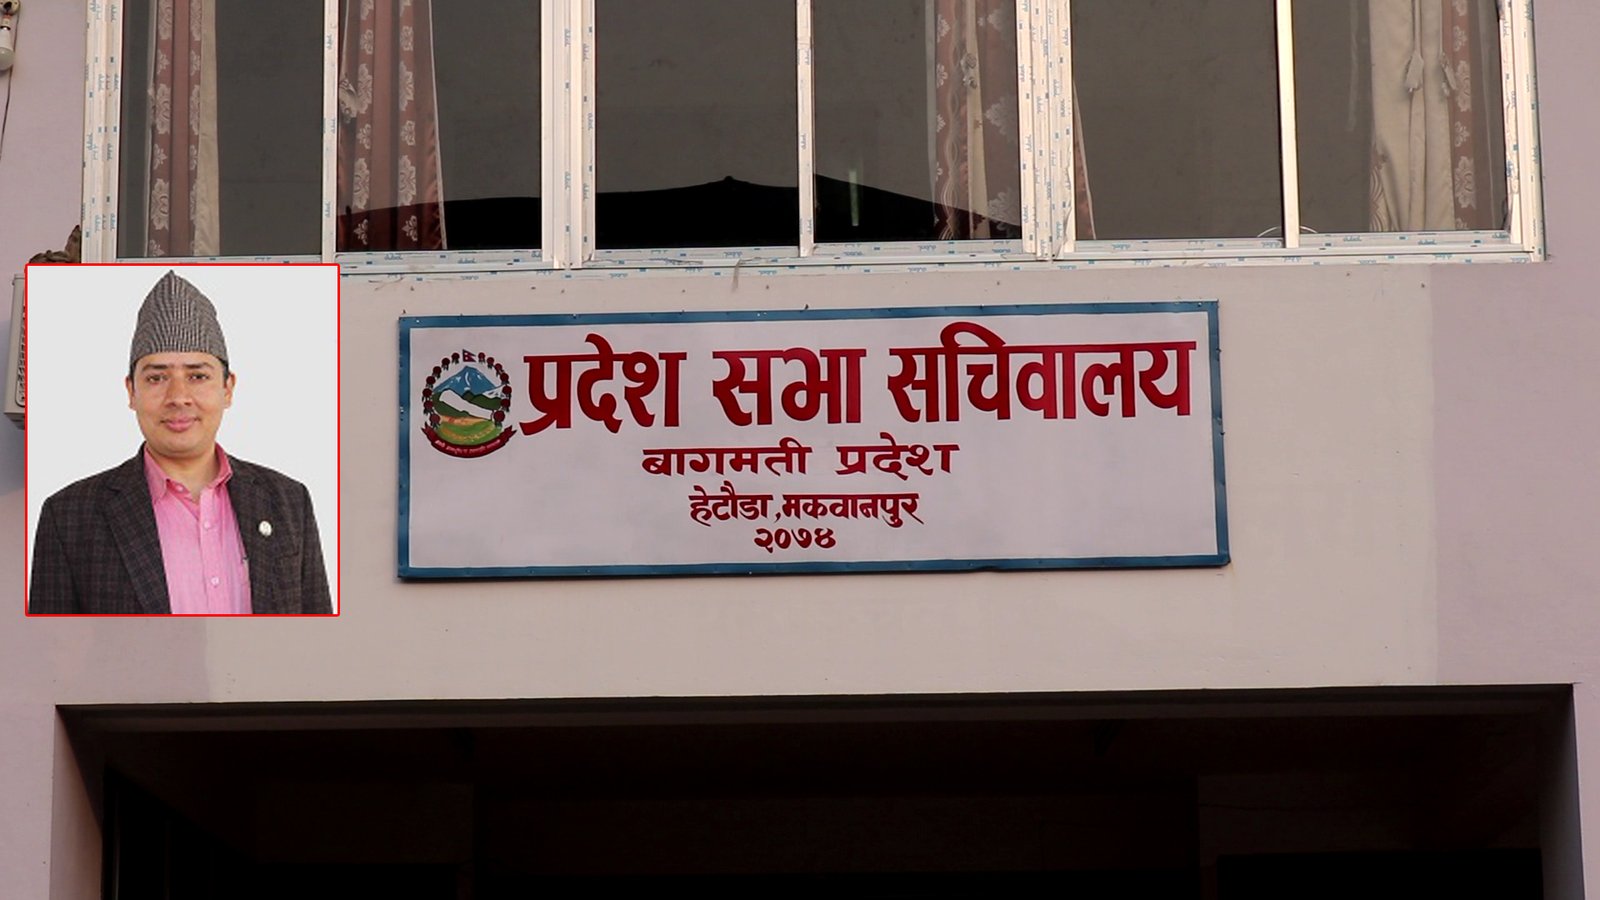 प्रदेश सभा सचिवालय
बागमती प्रदेश
हेटौडा, मकवानपुर
२०७४